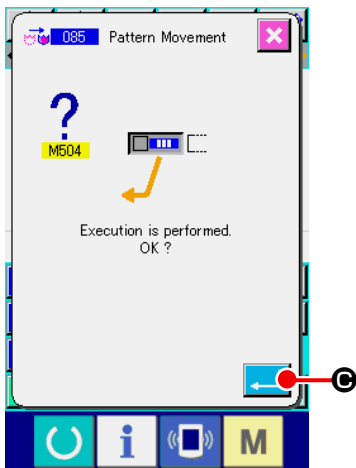 085 Pattern Movement
?
M504
Execution is performed.
OK ?
C
i
M